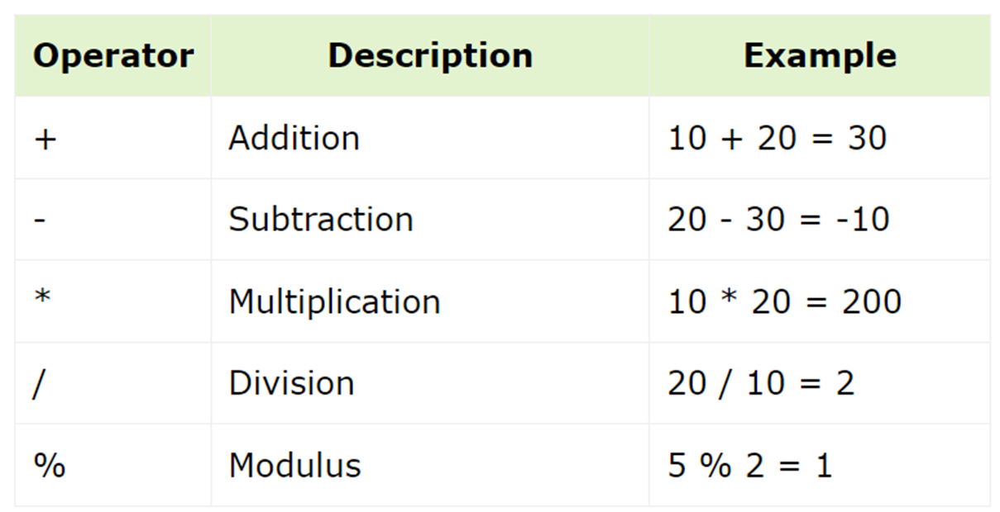 Operator Description Example
+ Addition 10 + 20 = 30
- Subtraction 20 - 30 = -10
* Multiplication 10 * 20 = 200
/ Division 20 / 10 = 2
% Modulus 5 % 2 = 1